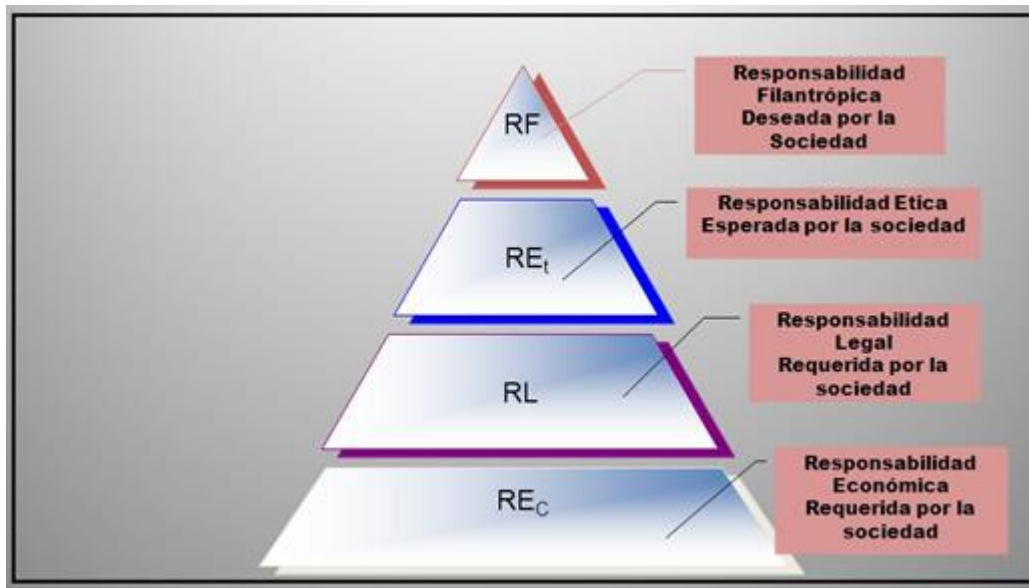 RF
Responsabilidad
Filantrópica
Deseada por la
Sociedad
REt
Responsabilidad Etica
Esperada por la sociedad
RL
Responsabilidad
Legal
Requerida por la
sociedad
REC
Responsabilidad
Económica
Requerida por la
sociedad